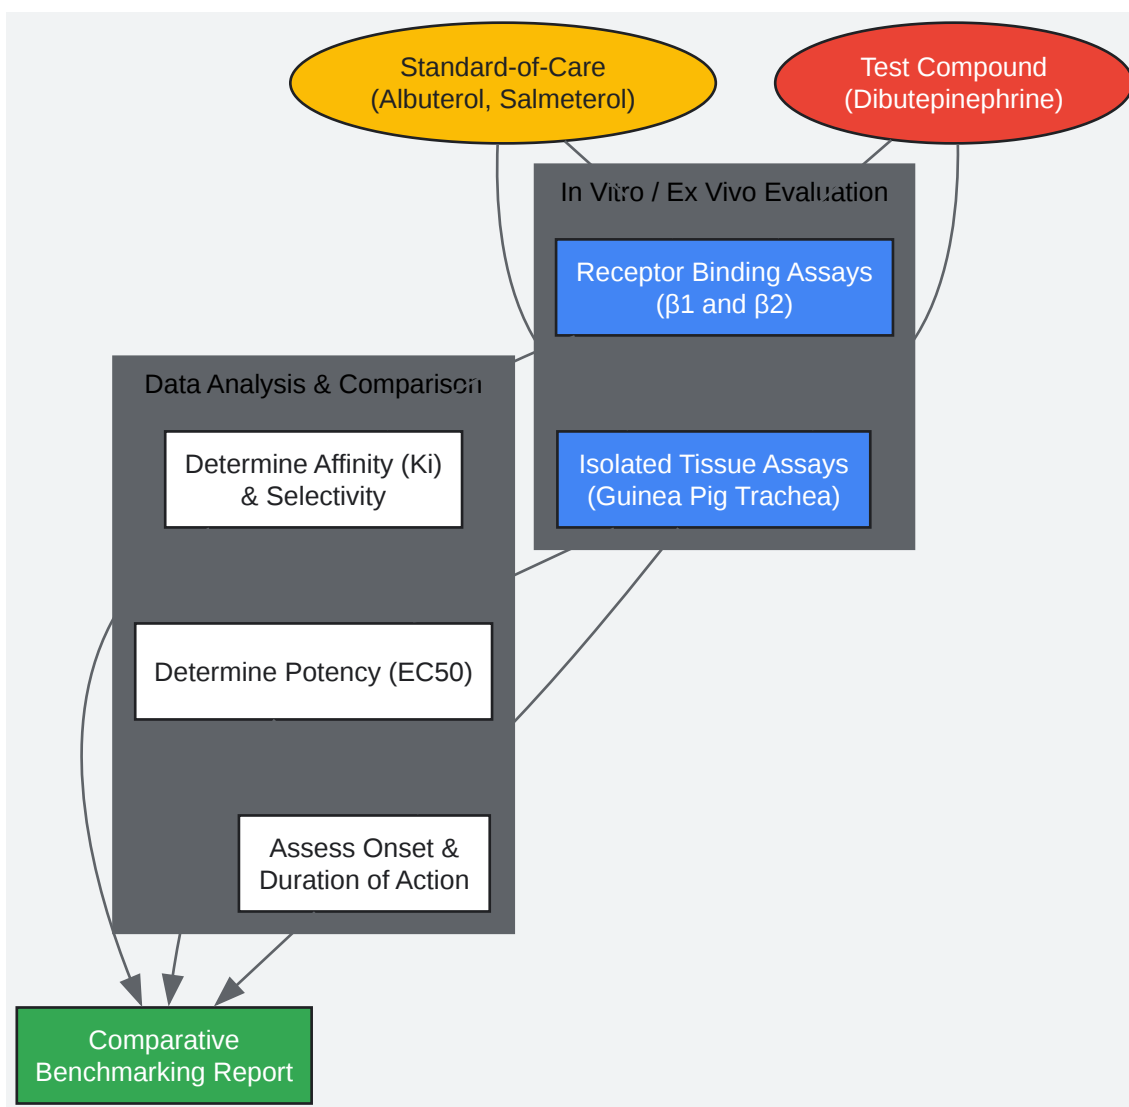 Standard-of-Care
(Albuterol, Salmeterol)
Test Compound
(Dibutepinephrine)
In Vitro / Ex Vivo Evaluation
Receptor Binding Assays
(β1 and β2)
Data Analysis & Comparison
Determine Affinity (Ki)
& Selectivity
Isolated Tissue Assays
(Guinea Pig Trachea)
Determine Potency (EC50)
Assess Onset &
Duration of Action
Comparative
Benchmarking Report